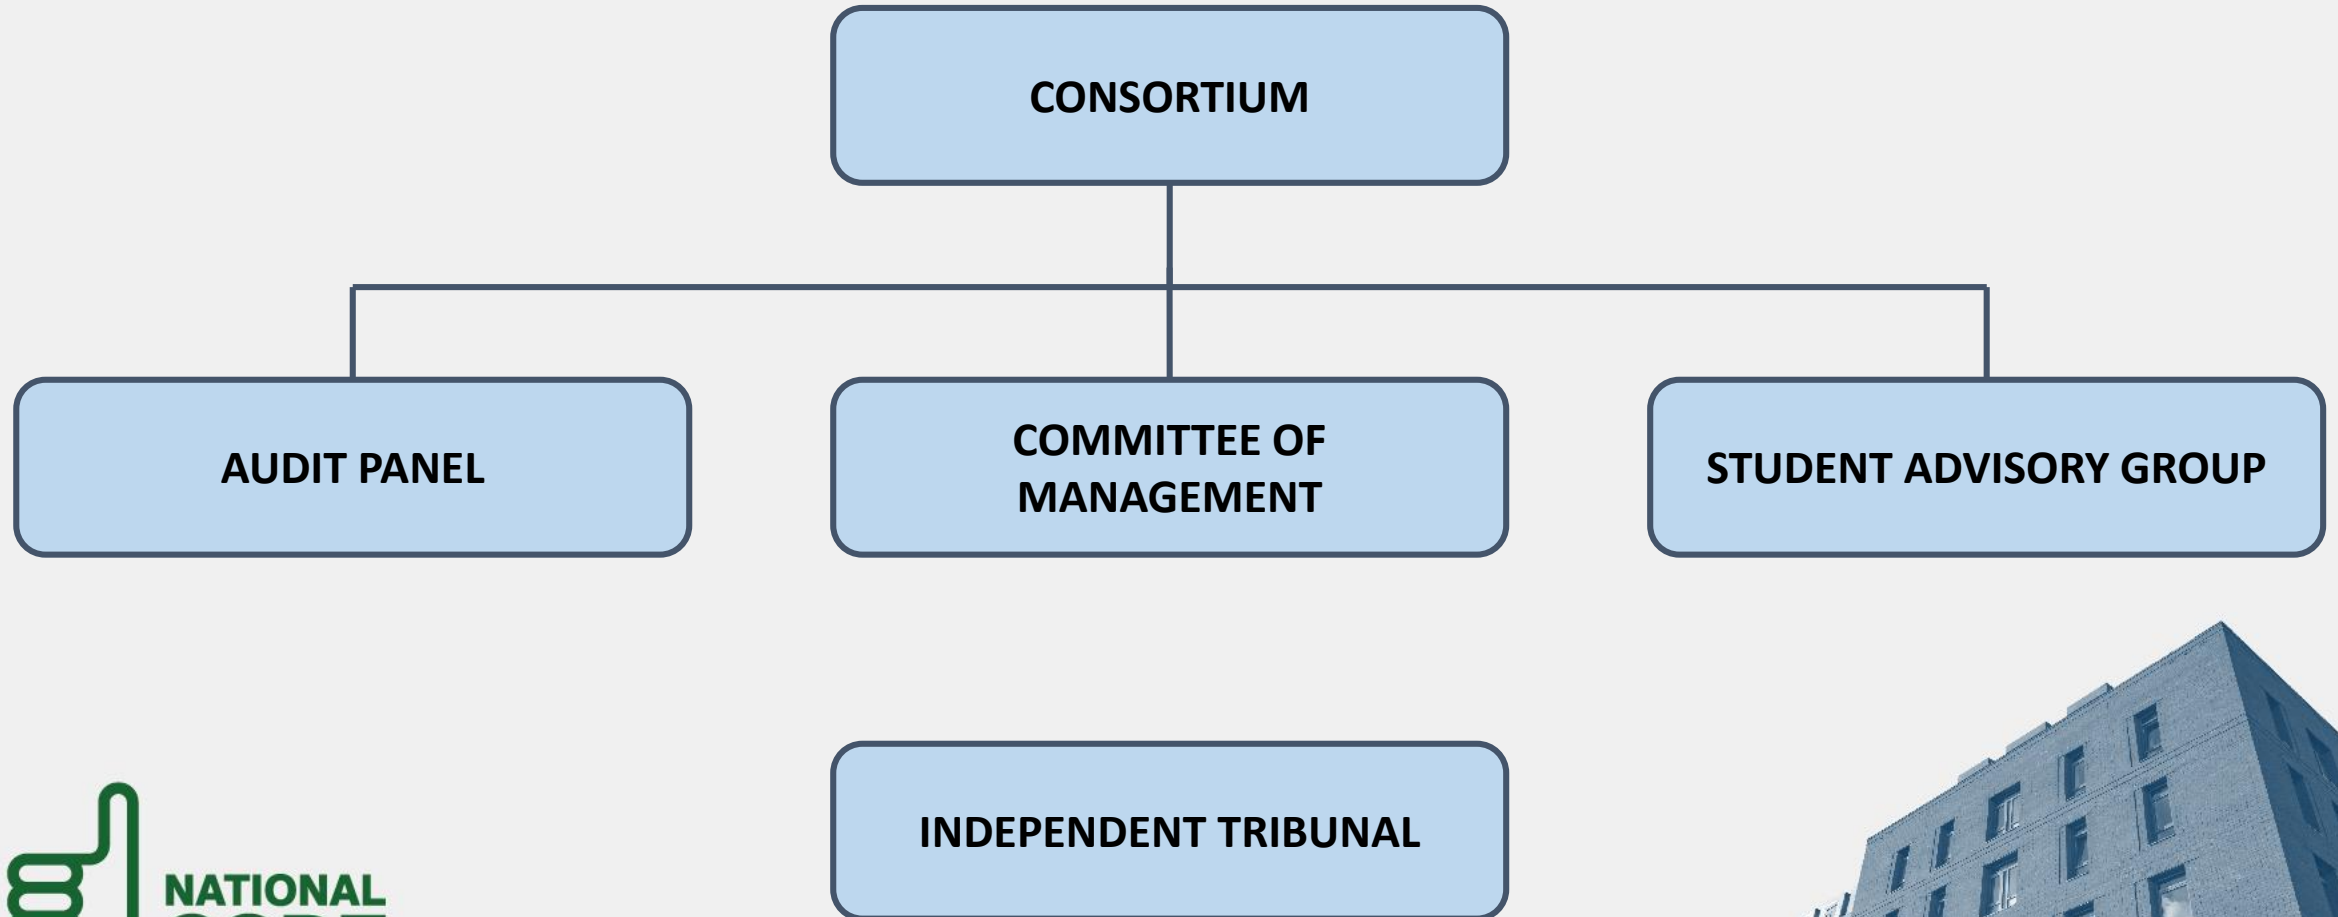 CONSORTIUM
AUDIT PANEL
COMMITTEE OF
MANAGEMENT
STUDENT ADVISORY GROUP
INDEPENDENT TRIBUNAL
NATIONAL